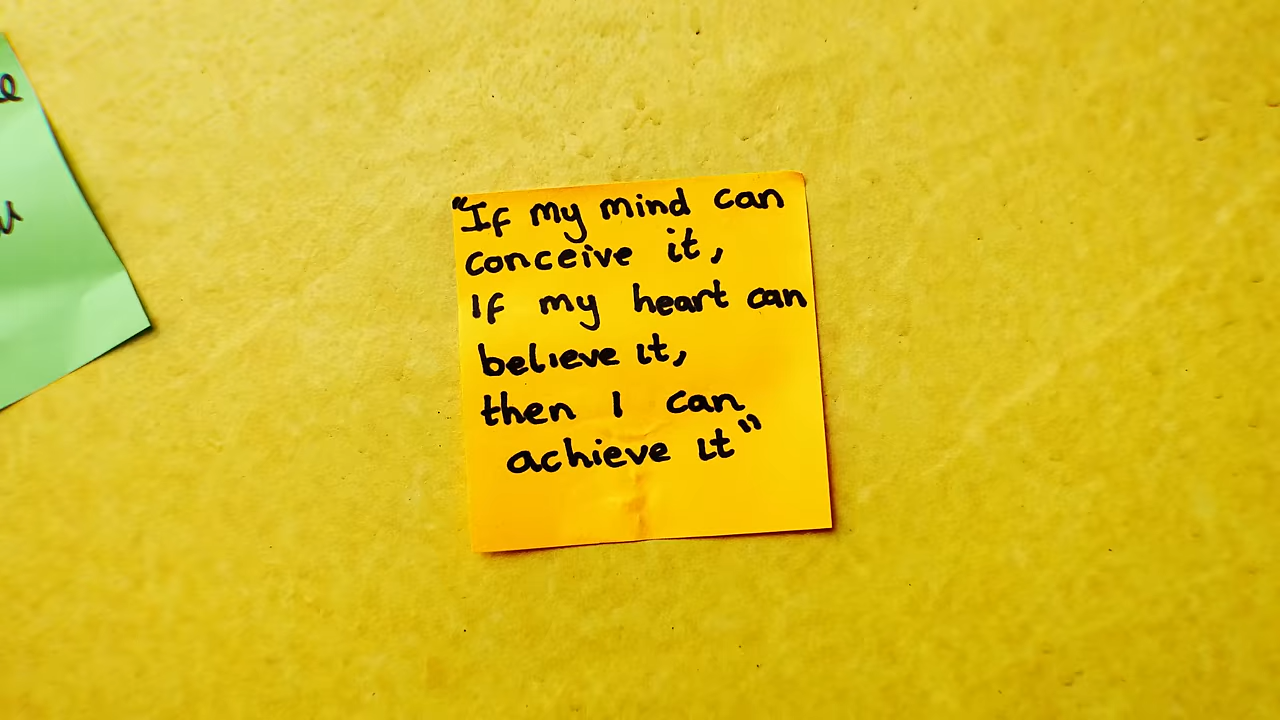 "If my mind can
conceive it,
If my heart can
believe it,
then I can
achieve it"